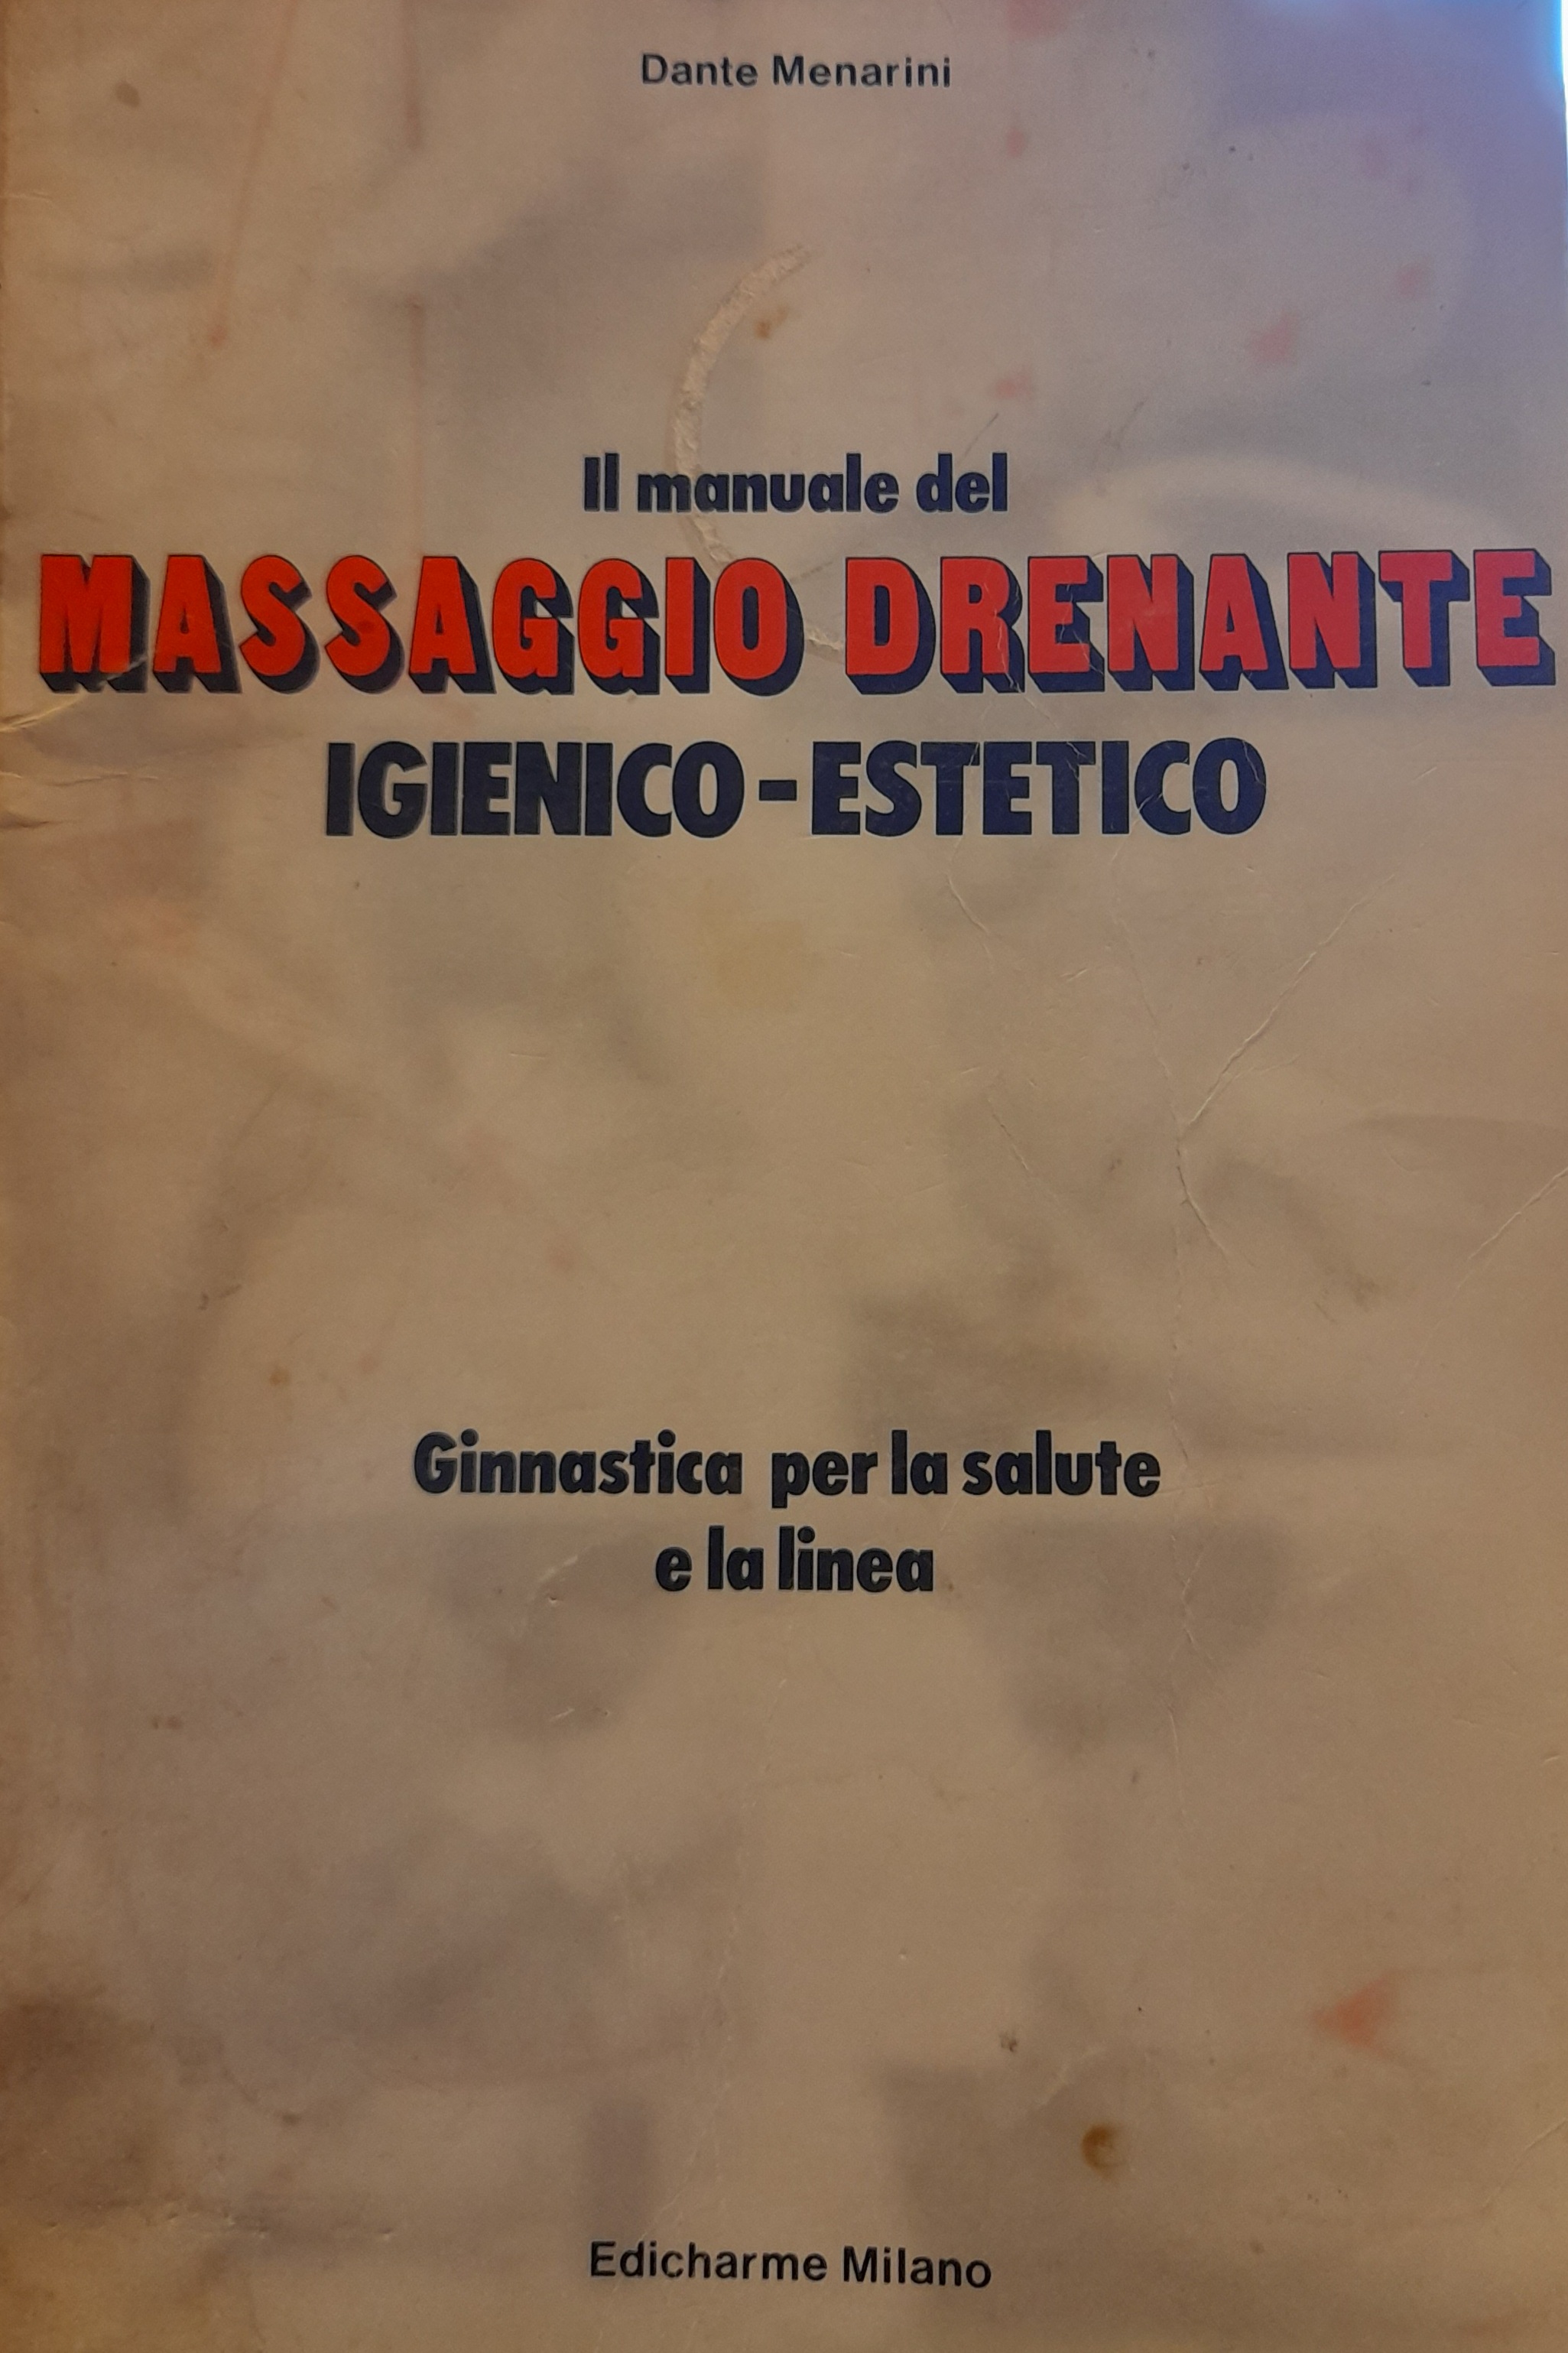 Dante Menarini
Il manuale del
MASSAGGIO DRENANTE
IGIENICO-ESTETICO
Ginnastica per la salute
e la linea
Edicharme Milano